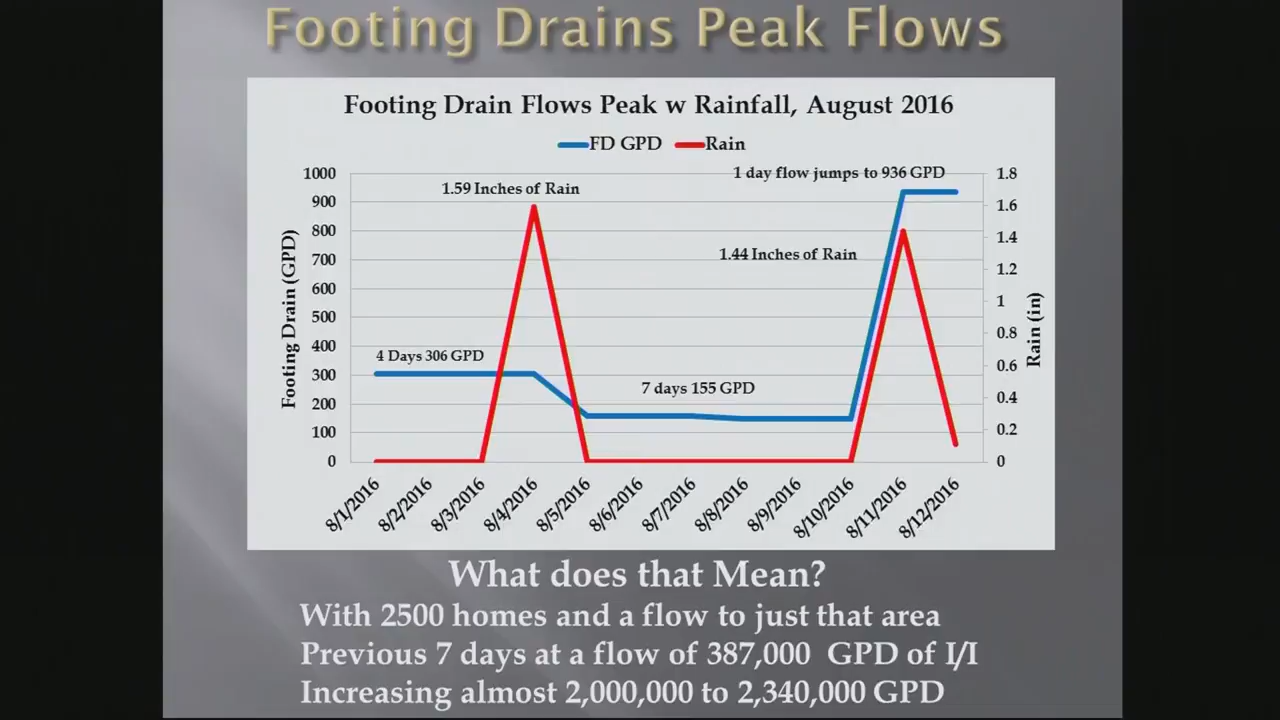 Footing Drains Peak Flows
Footing Drain Flows Peak w Rainfall, August 2016
FD GPD Rain
1 day flow jumps to 936 GPD
1.59 Inches of Rain
1.44 Inches of Rain
4 Days 306 GPD
7 days 155 GPD
Footing Drain (GPD)
1000
900
800
700
600
500
400
300
200
100
0
1.8
1.6
1.4
1.2
1
0.8
0.6
0.4
0.2
0
Rain (in)
8/1/2016
8/2/2016
8/3/2016
8/4/2016
8/5/2016
8/6/2016
8/7/2016
8/8/2016
8/9/2016
8/10/2016
8/11/2016
8/12/2016
What does that Mean?
With 2500 homes and a flow to just that area
Previous 7 days at a flow of 387,000 GPD of I/I
Increasing almost 2,000,000 to 2,340,000 GPD